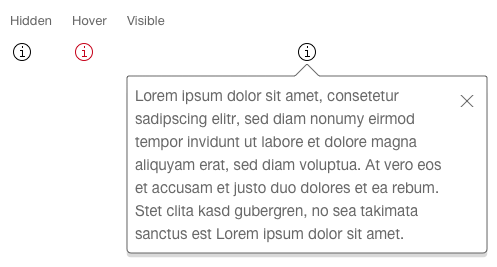 Hidden Hover Visible
i i i
Lorem ipsum dolor sit amet, consetetur
sadipscing elitr, sed diam nonumy eirmod
tempor invidunt ut labore et dolore magna
aliquyam erat, sed diam voluptua. At vero eos
et accusam et justo duo dolores et ea rebum.
Stet clita kasd gubergren, no sea takimata
sanctus est Lorem ipsum dolor sit amet.